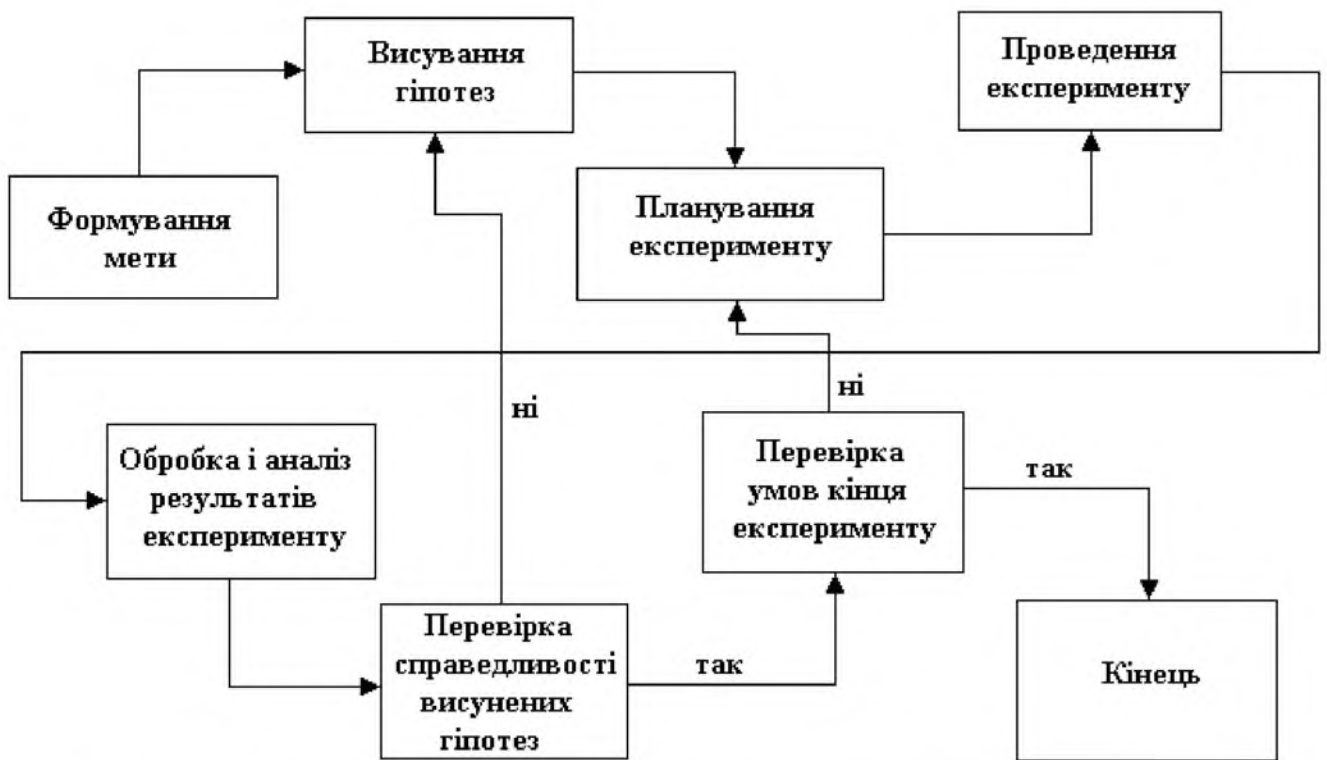 Висування
гіпотез
Проведення
експерименту
Формування
мети
Планування
експерименту
ні
ні
Обробка і аналіз
результатів
експерименту
Перевірка
умов кінця
експерименту
так
Перевірка
справедливості
висунених
гіпотез
так
Кінець